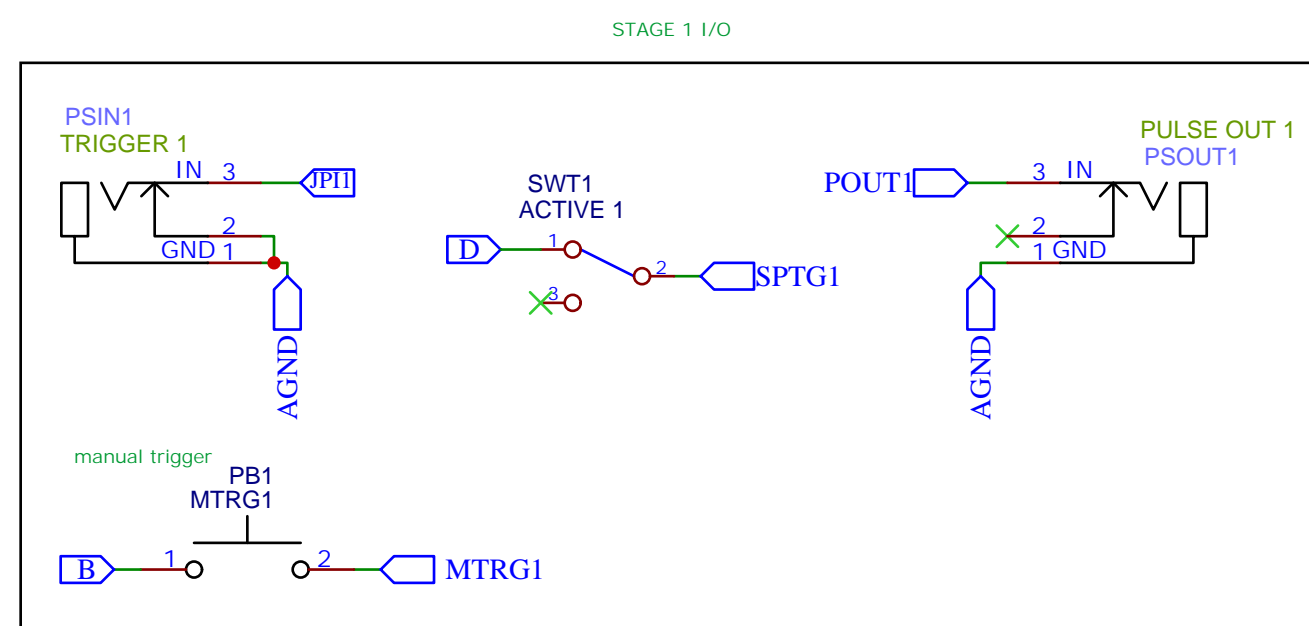 STAGE 1 I/O
PSIN1
TRIGGER 1
IN 3
JPI1
2
GND 1
AGND
SWT1
ACTIVE 1
D
1
2
SPTG1
3
PULSE OUT 1
PSOUT1
POUT1
3 IN
2
1 GND
AGND
manual trigger
PB1
MTRG1
B
1
2
MTRG1